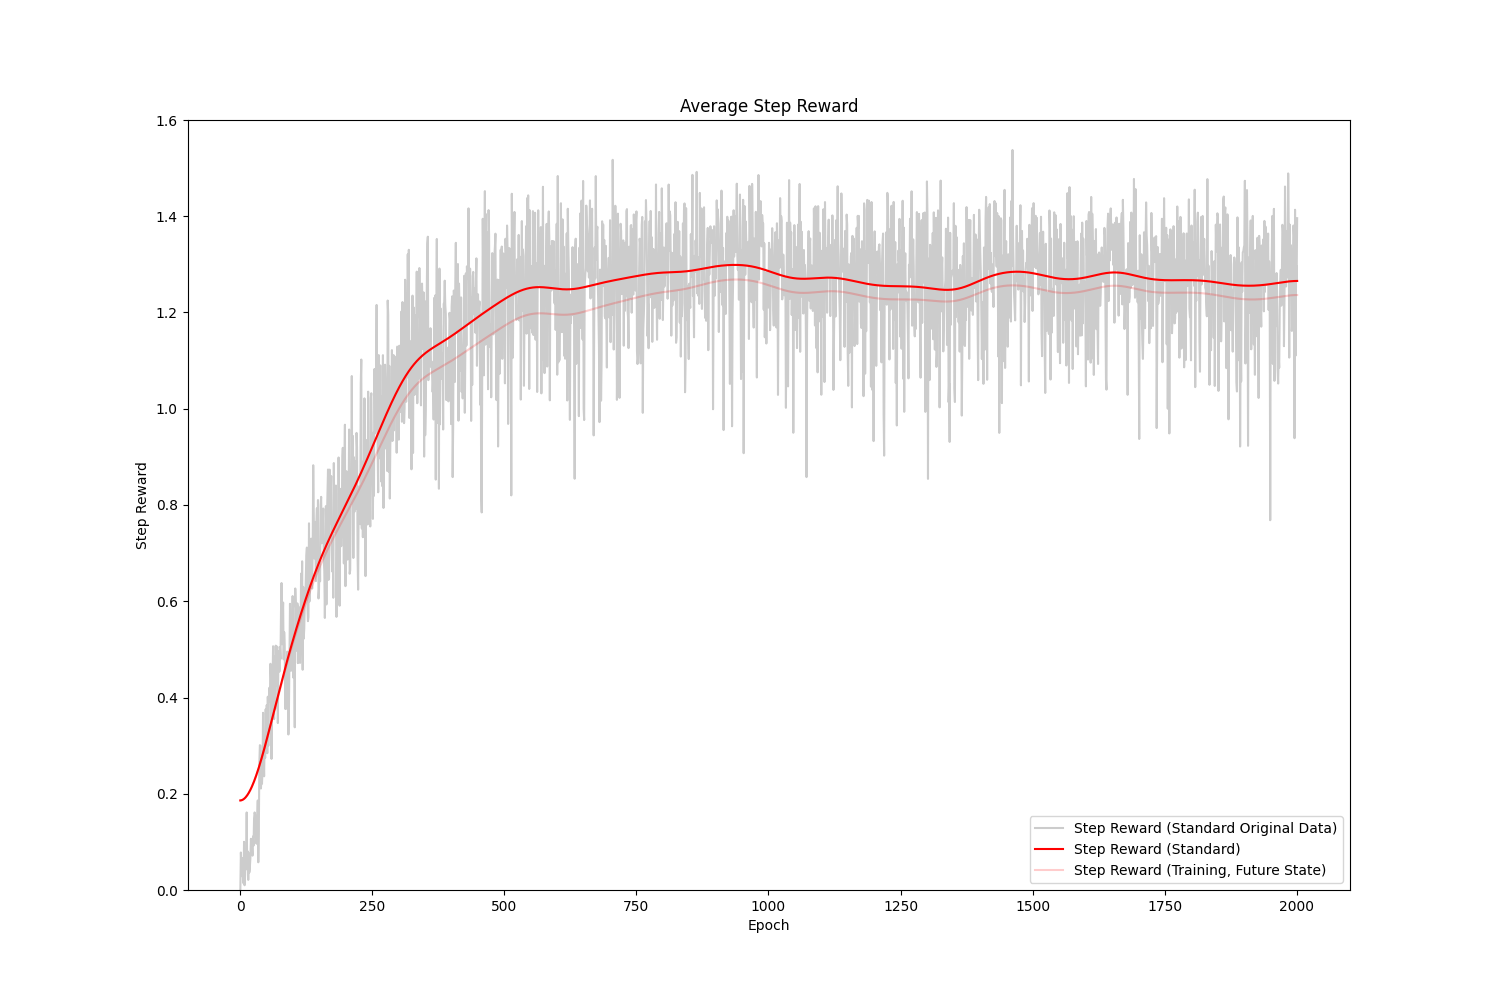 Average Step Reward
1.6
1.4
1.2
1.0
0.8
0.6
0.4
0.2
0.0
Step Reward
Step Reward (Standard Original Data)
Step Reward (Standard)
Step Reward (Training, Future State)
0 250 500 750 1000 1250 1500 1750 2000
Epoch